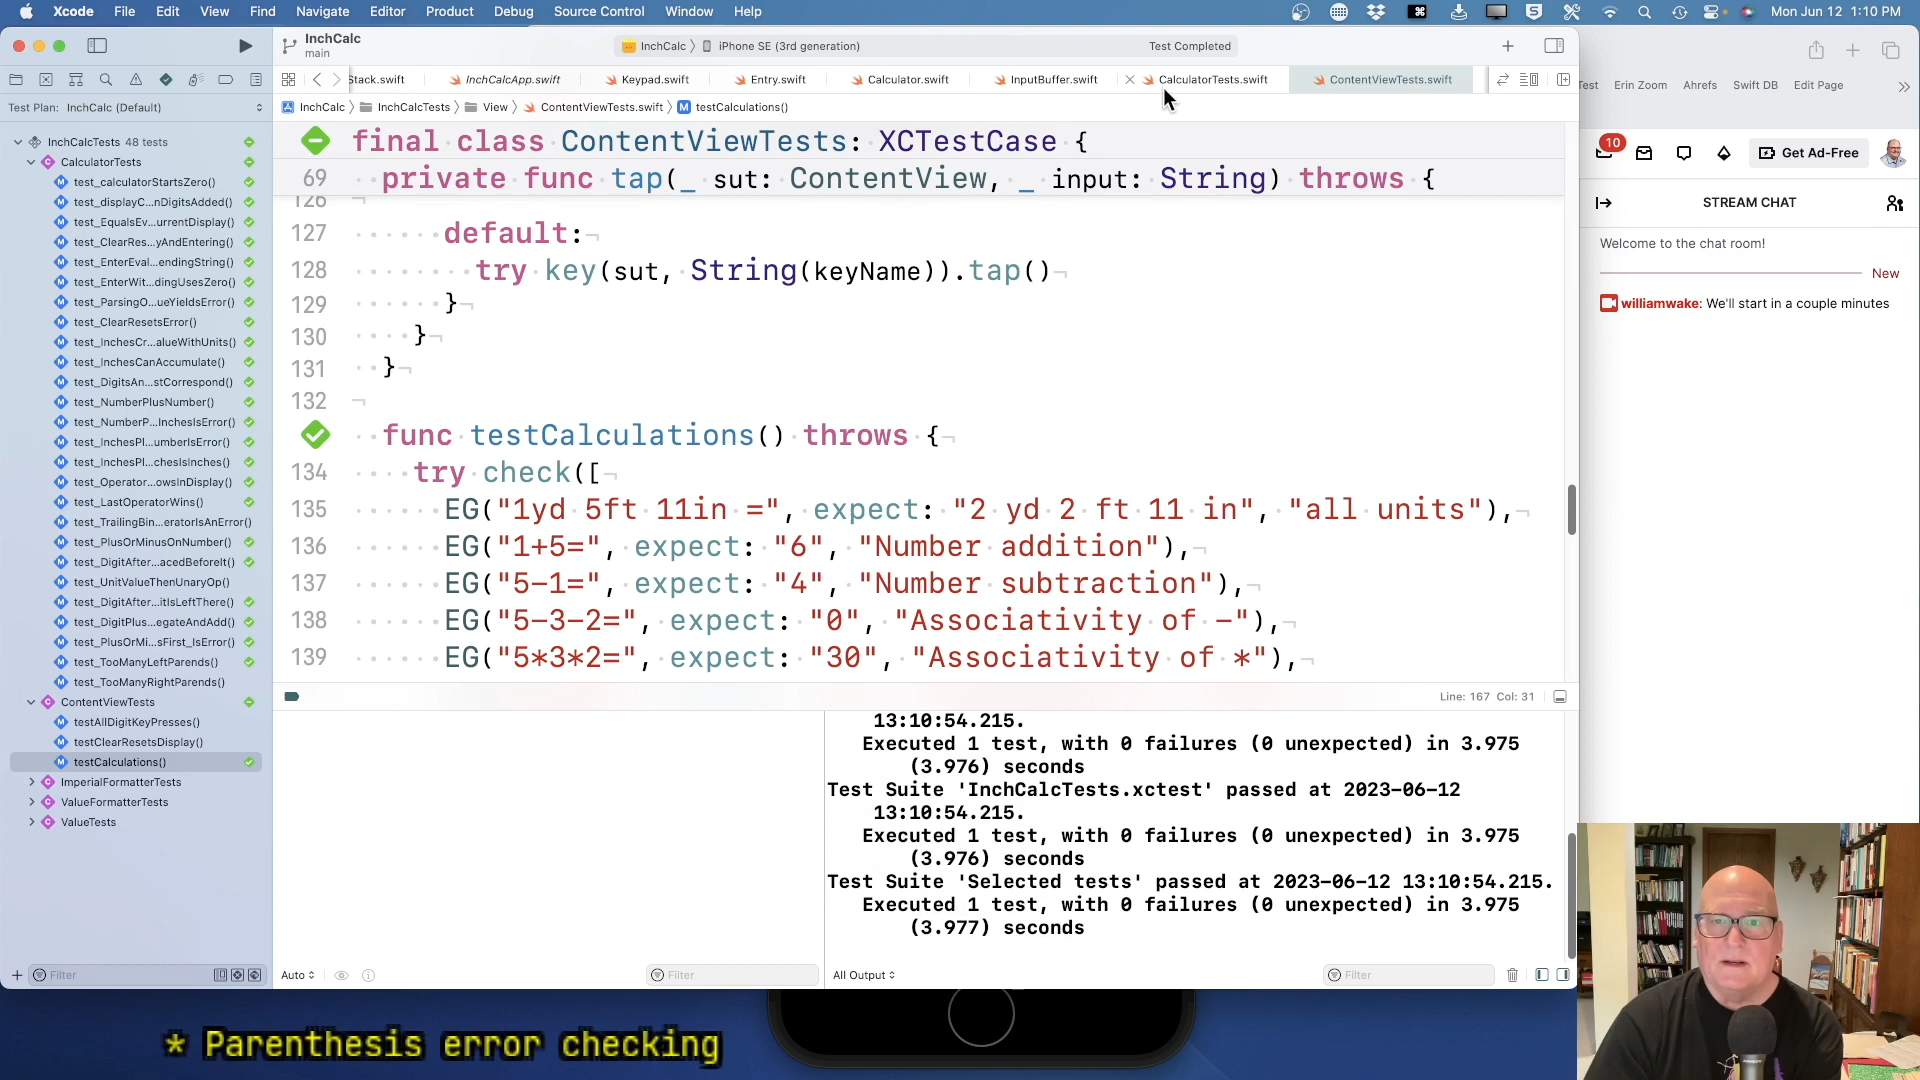 Xcode File Edit View Find Navigate Editor Product Debug Source Control Window Help Mon Jun 12 1:10 PM
InchCalc
main
InchCalc iPhone SE (3rd generation) Test Completed
Stack.swift InchCalcApp.swift Keypad.swift Entry.swift Calculator.swift InputBuffer.swift CalculatorTests.swift ContentViewTests.swift
Test Plan: InchCalc (Default)
InchCalc InchCalcTests View ContentViewTests.swift testCalculations()
InchCalcTests 48 tests
CalculatorTests
test_calculatorStartsZero()
test_displayC...nDigitsAdded()
test_EqualsEv...urrentDisplay()
test_ClearRes...yAndEntering()
test_EnterEval...endingString()
test_EnterWit...dingUsesZero()
test_ParsingO...ueYieldsError()
test_ClearResetsError()
test_InchesCr...alueWithUnits()
test_InchesCanAccumulate()
test_DigitsAn...stCorrespond()
test_NumberPlusNumber()
test_NumberP...InchesIsError()
test_InchesPl...umberIsError()
test_InchesPl...chesIsInches()
test_Operator...owsInDisplay()
test_LastOperatorWins()
test_TrailingBin...eratorIsAnError()
test_PlusOrMinusOnNumber()
test_DigitAfter...acedBeforeIt()
test_UnitValueThenUnaryOp()
test_DigitAfter...itIsLeftThere()
test_DigitPlus...egateAndAdd()
test_PlusOrMi...sFirst_IsError()
test_TooManyLeftParends()
test_TooManyRightParends()
ContentViewTests
testAllDigitKeyPresses()
testClearResetsDisplay()
testCalculations()
ImperialFormatterTests
ValueFormatterTests
ValueTests
Filter
final class ContentViewTests: XCTestCase {
69 private func tap(_ sut: ContentView, _ input: String) throws {
126
127 default:
128 try key(sut, String(keyName)).tap()
129 }
130 }
131 }
132
func testCalculations() throws {
134 try check([
135 EG("1yd 5ft 11in =", expect: "2 yd 2 ft 11 in", "all units"),
136 EG("1+5=", expect: "6", "Number addition"),
137 EG("5-1=", expect: "4", "Number subtraction"),
138 EG("5-3-2=", expect: "0", "Associativity of -"),
139 EG("5*3*2=", expect: "30", "Associativity of *"),
Line: 167 Col: 31
13:10:54.215.
Executed 1 test, with 0 failures (0 unexpected) in 3.975
(3.976) seconds
Test Suite 'InchCalcTests.xctest' passed at 2023-06-12
13:10:54.215.
Executed 1 test, with 0 failures (0 unexpected) in 3.975
(3.976) seconds
Test Suite 'Selected tests' passed at 2023-06-12 13:10:54.215.
Executed 1 test, with 0 failures (0 unexpected) in 3.975
(3.977) seconds
Auto Filter All Output Filter
Erin Zoom Ahrefs Swift DB Edit Page
10 Get Ad-Free
STREAM CHAT
Welcome to the chat room!
New
williamwake: We'll start in a couple minutes
* Parenthesis error checking